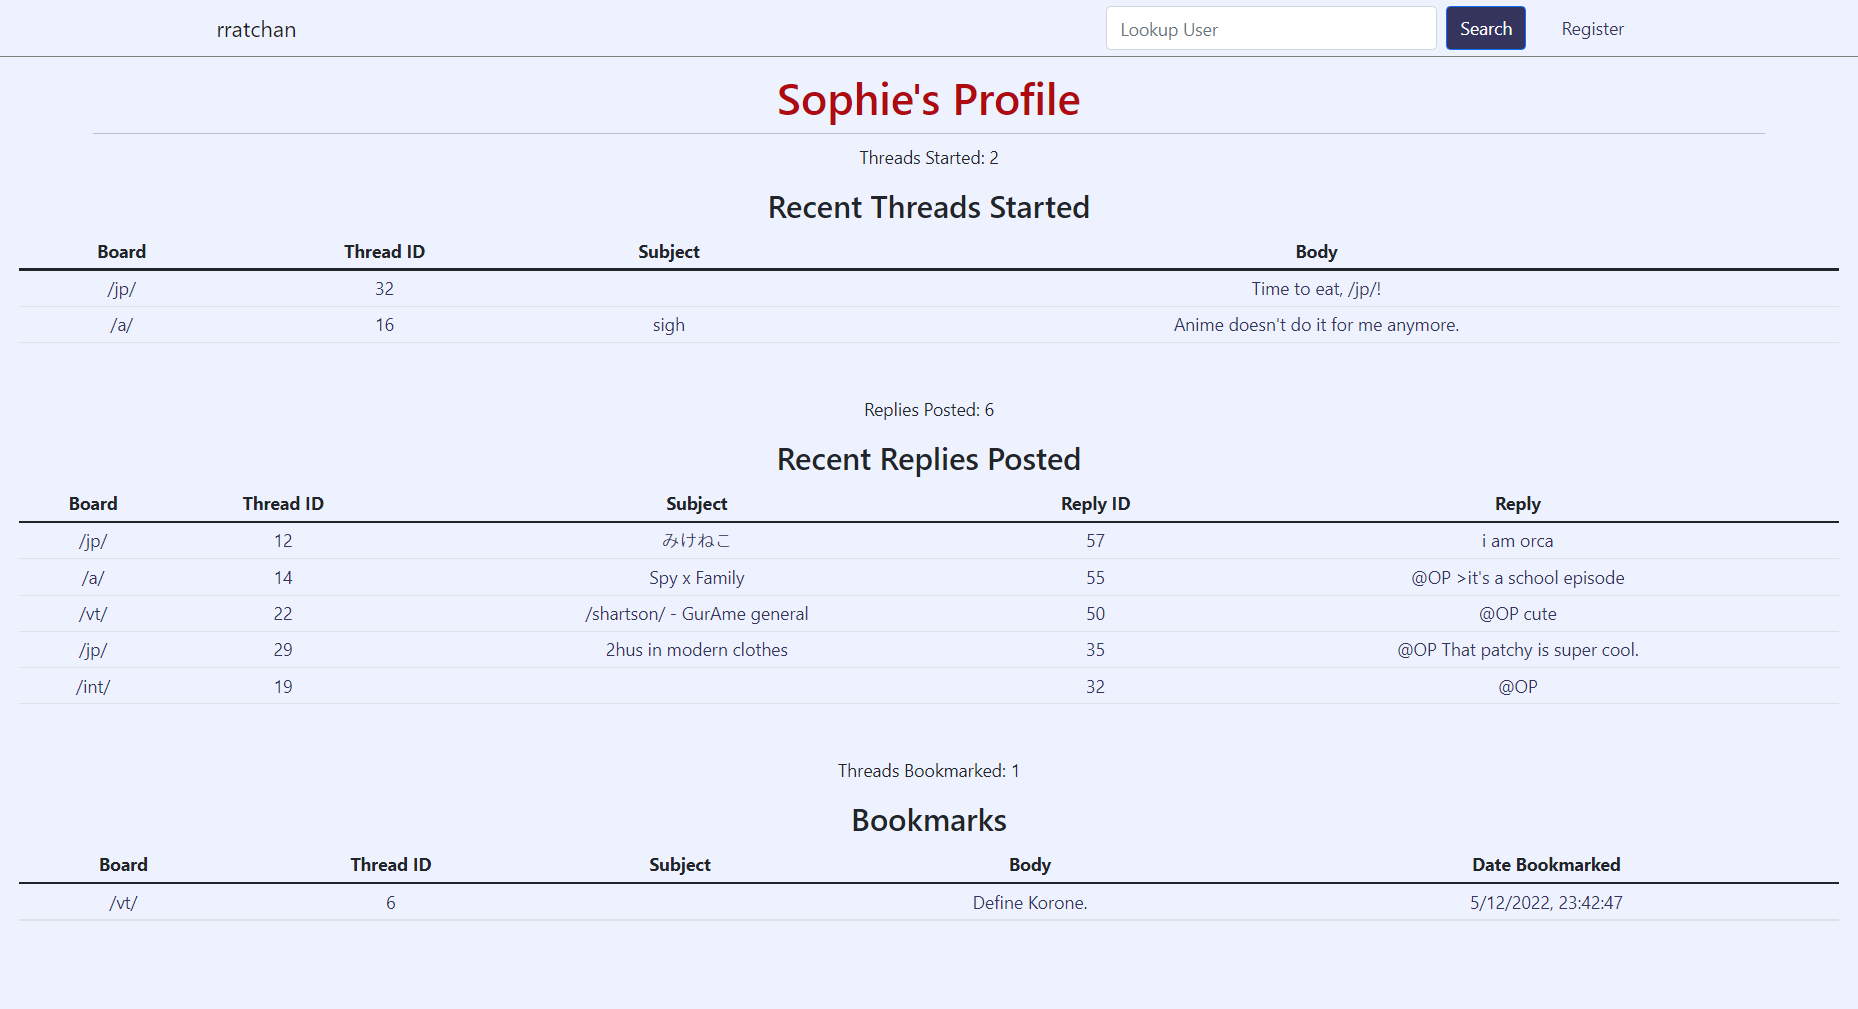 rratchan Lookup User Search Register
Sophie's Profile
Threads Started: 2
Recent Threads Started
Board Thread ID Subject Body
/jp/ 32 Time to eat, /jp/!
/a/ 16 sigh Anime doesn't do it for me anymore.
Replies Posted: 6
Recent Replies Posted
Board Thread ID Subject Reply ID Reply
/jp/ 12 みけねこ 57 i am orca
/a/ 14 Spy x Family 55 @OP >it's a school episode
/vt/ 22 /shartson/ - GurAme general 50 @OP cute
/jp/ 29 2hus in modern clothes 35 @OP That patchy is super cool.
/int/ 19 32 @OP
Threads Bookmarked: 1
Bookmarks
Board Thread ID Subject Body Date Bookmarked
/vt/ 6 Define Korone. 5/12/2022, 23:42:47